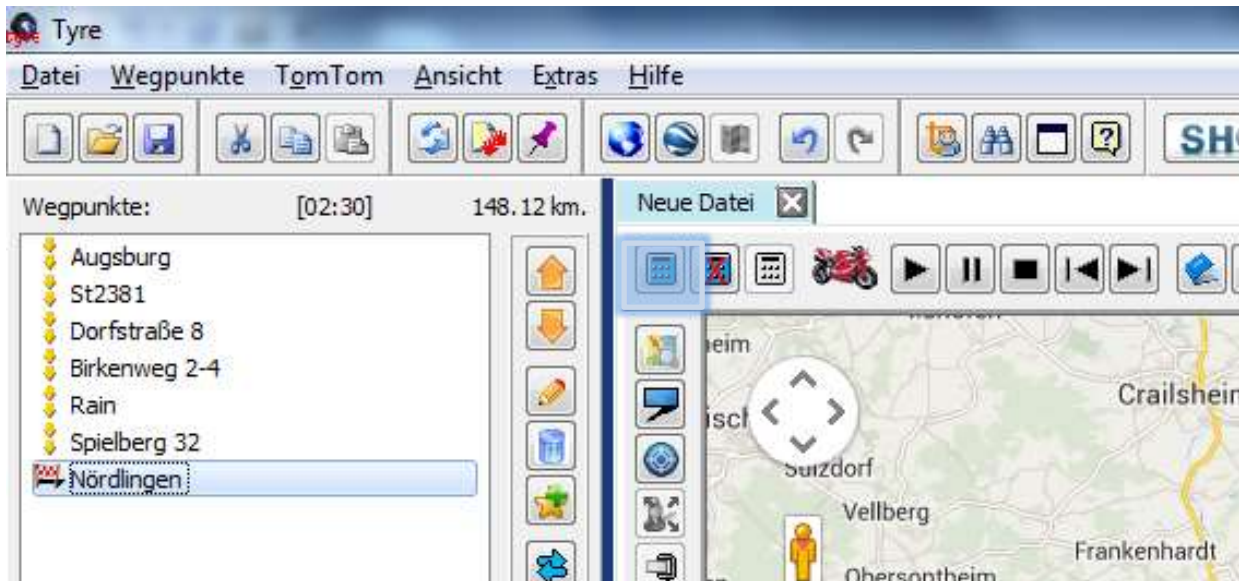 Tyre
Datei Wegpunkte TomTom Ansicht Extras Hilfe
Wegpunkte: [02:30] 148.12 km.
Augsburg
St2381
Dorfstraße 8
Birkenweg 2-4
Rain
Spielberg 32
Nördlingen
Neue Datei
Crailsheim
Sulzdorf
Vellberg
Frankenhardt
Obersontheim